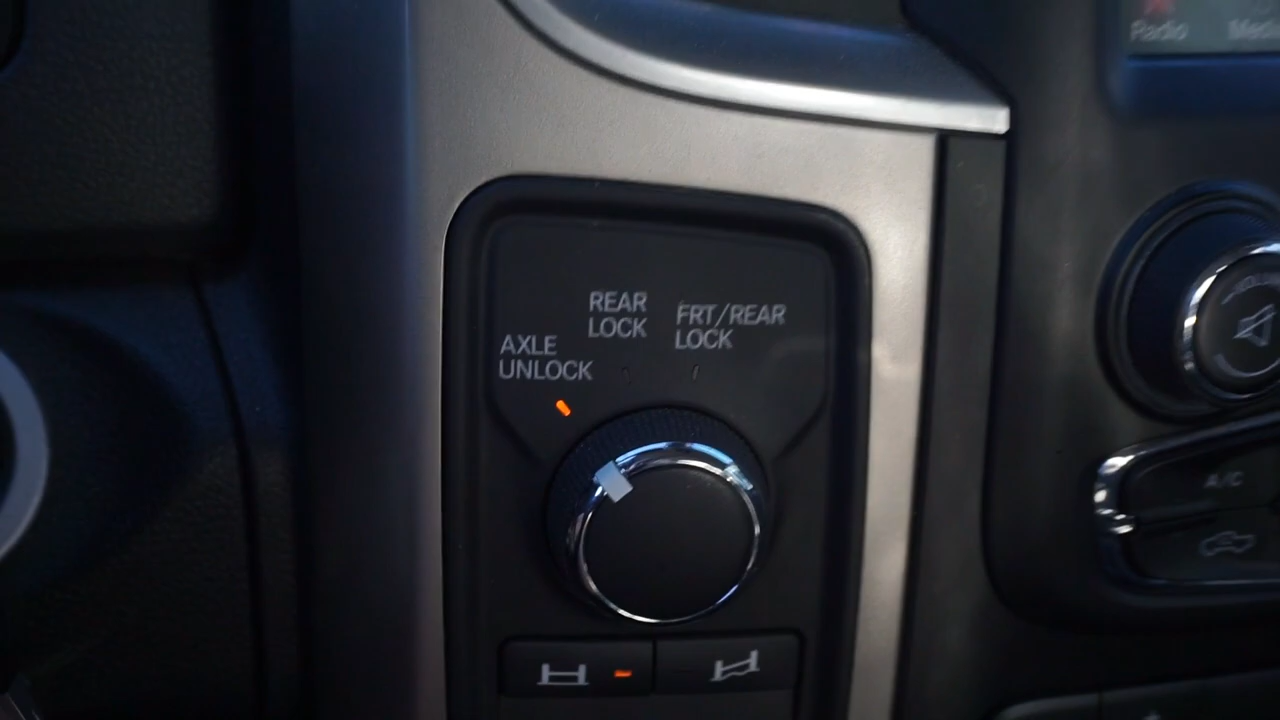 Radio
REAR
LOCK
FRT/REAR
LOCK
AXLE
UNLOCK
A/C